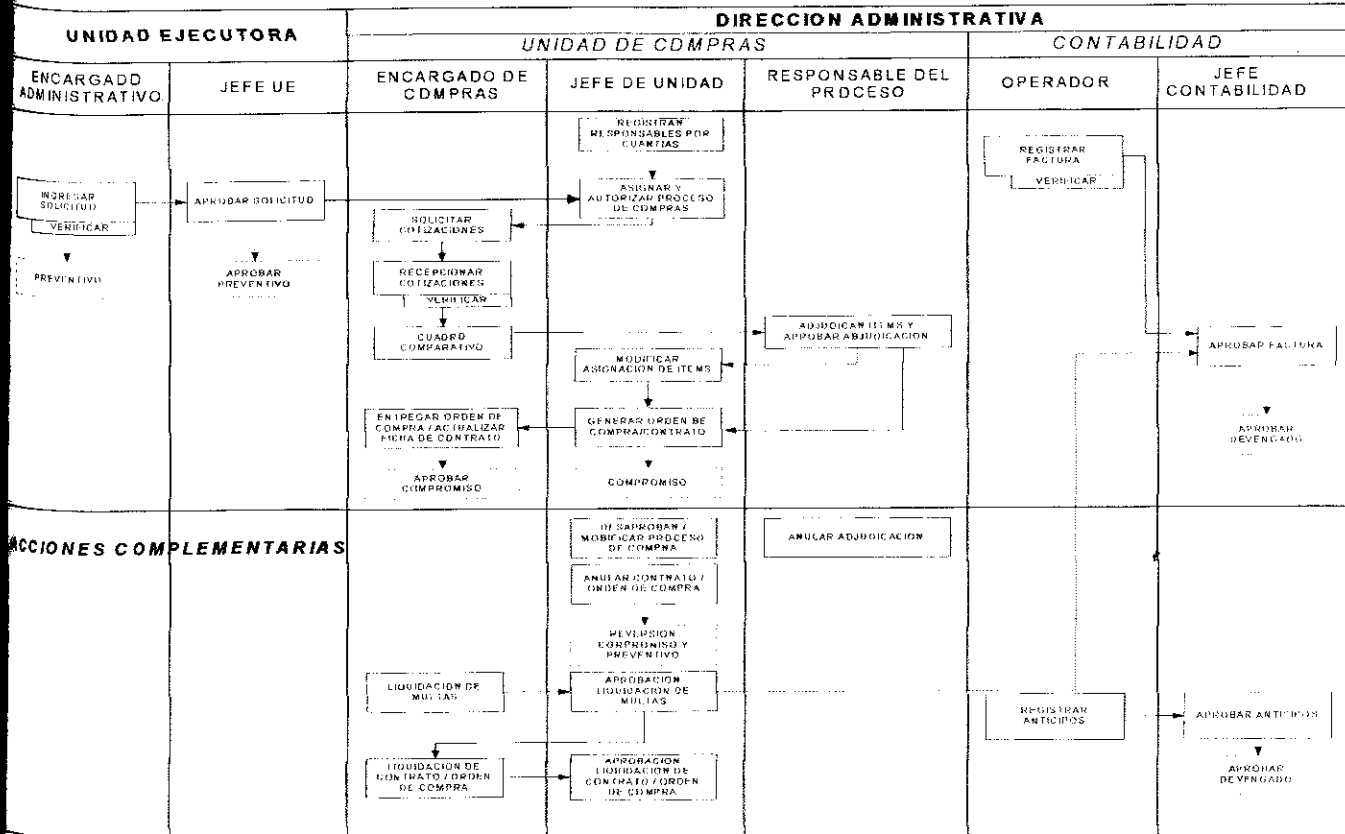 DIRECCION ADMINISTRATIVA
UNIDAD EJECUTORA
UNIDAD DE COMPRAS
CONTABILIDAD
ENCARGADO
ADMINISTRATIVO
JEFE UE
ENCARGADO DE
COMPRAS
JEFE DE UNIDAD
RESPONSABLE DEL
PROCESO
OPERADOR
JEFE
CONTABILIDAD
REGISTRAR
RESPONSABLES POR
CUANTIAS
REGISTRAR
FACTURA
VERIFICAR
INGRESAR
SOLICITUD
VERIFICAR
APROBAR SOLICITUD
ASIGNAR Y
AUTORIZAR PROCESO
DE COMPRAS
SOLICITAR
COTIZACIONES
PREVENTIVO
APROBAR
PREVENTIVO
RECEPCIONAR
COTIZACIONES
VERIFICAR
CUADRO
COMPARATIVO
ADJUDICAR ITEMS Y
APROBAR ABJUDICACION
APROBAR FACTURA
MODIFICAR
ASIGNACION DE ITEMS
ENTREGAR ORDEN DE
COMPRA / ACTUALIZAR
FICHA DE CONTRATO
GENERAR ORDEN DE
COMPRA/CONTRATO
APROBAR
DEVENGADO
APROBAR
COMPROMISO
COMPROMISO
ACCIONES COMPLEMENTARIAS
DESAPROBAR /
MODIFICAR PROCESO
DE COMPRA
ANULAR ADJUDICACION
ANULAR CONTRATO /
ORDEN DE COMPRA
REVERSION
COMPROMISO Y
PREVENTIVO
LIQUIDACION DE
MULTAS
APROBACION
LIQUIDACION DE
MULTAS
REGISTRAR
ANTICIPOS
APROBAR ANTICIPOS
LIQUIDACION DE
CONTRATO / ORDEN
DE COMPRA
APROBACION
LIQUIDACION DE
CONTRATO / ORDEN
DE COMPRA
APROBAR
DEVENGADO